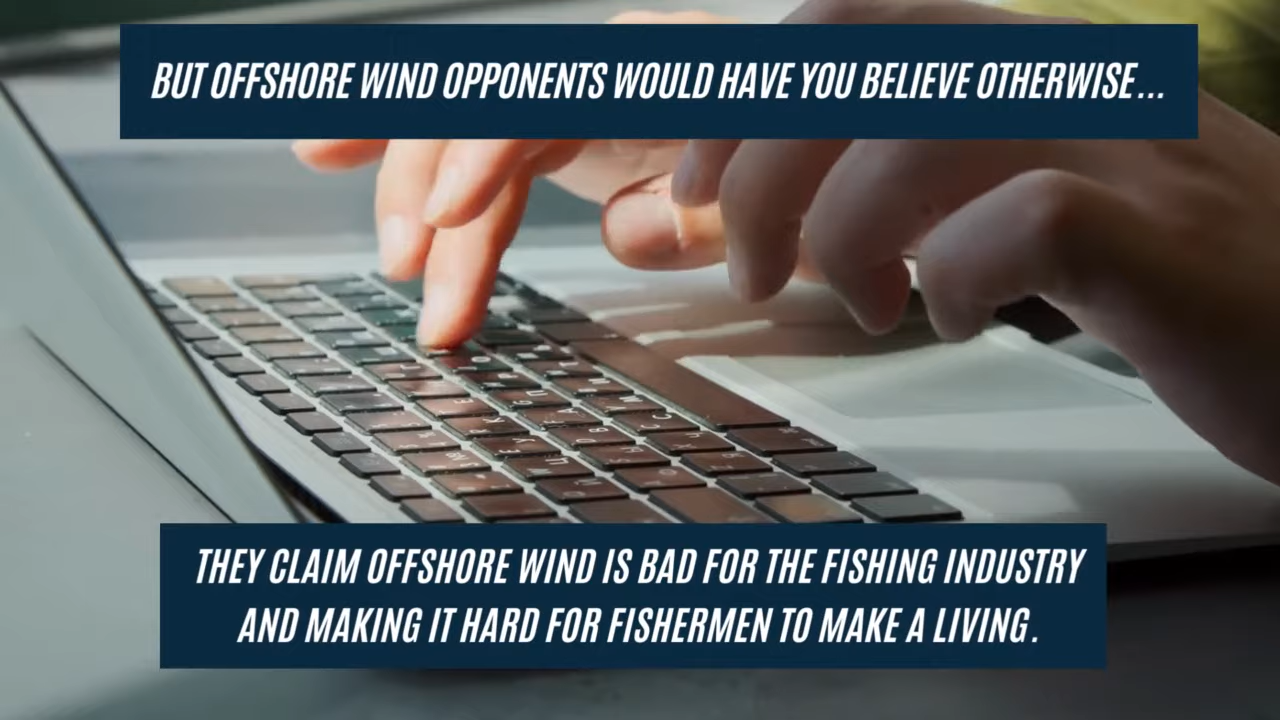 BUT OFFSHORE WIND OPPONENTS WOULD HAVE YOU BELIEVE OTHERWISE...
THEY CLAIM OFFSHORE WIND IS BAD FOR THE FISHING INDUSTRY
AND MAKING IT HARD FOR FISHERMEN TO MAKE A LIVING.